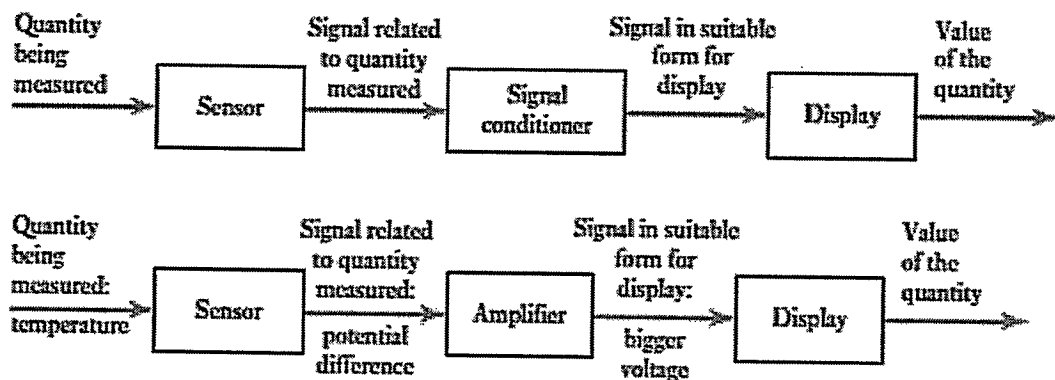 Quantity
being
measured
Sensor
Signal related
to quantity
measured
Signal
conditioner
Signal in suitable
form for
display
Display
Value
of the
quantity
Quantity
being
measured:
temperature
Sensor
Signal related
to quantity
measured:
potential
difference
Amplifier
Signal in suitable
form for
display:
bigger
voltage
Display
Value
of the
quantity